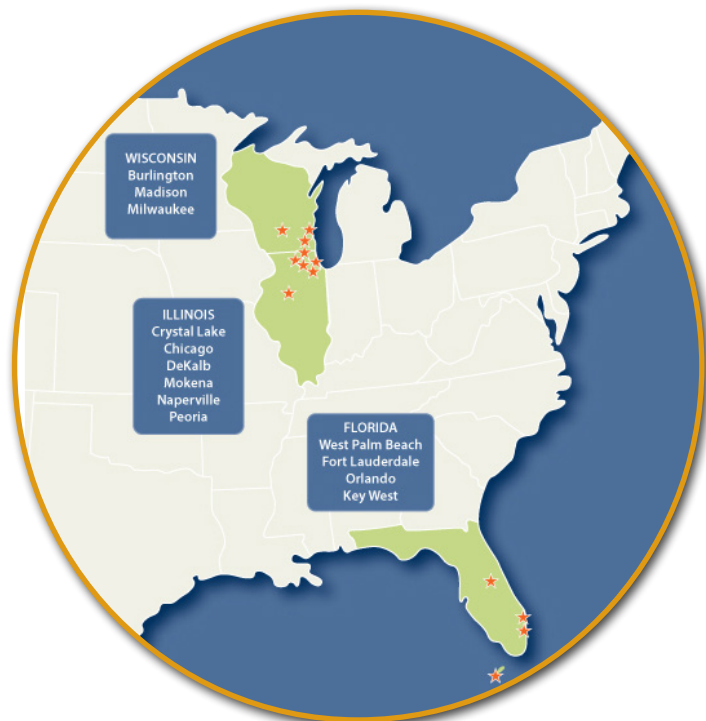 WISCONSIN
Burlington
Madison
Milwaukee
ILLINOIS
Crystal Lake
Chicago
DeKalb
Mokena
Naperville
Peoria
FLORIDA
West Palm Beach
Fort Lauderdale
Orlando
Key West